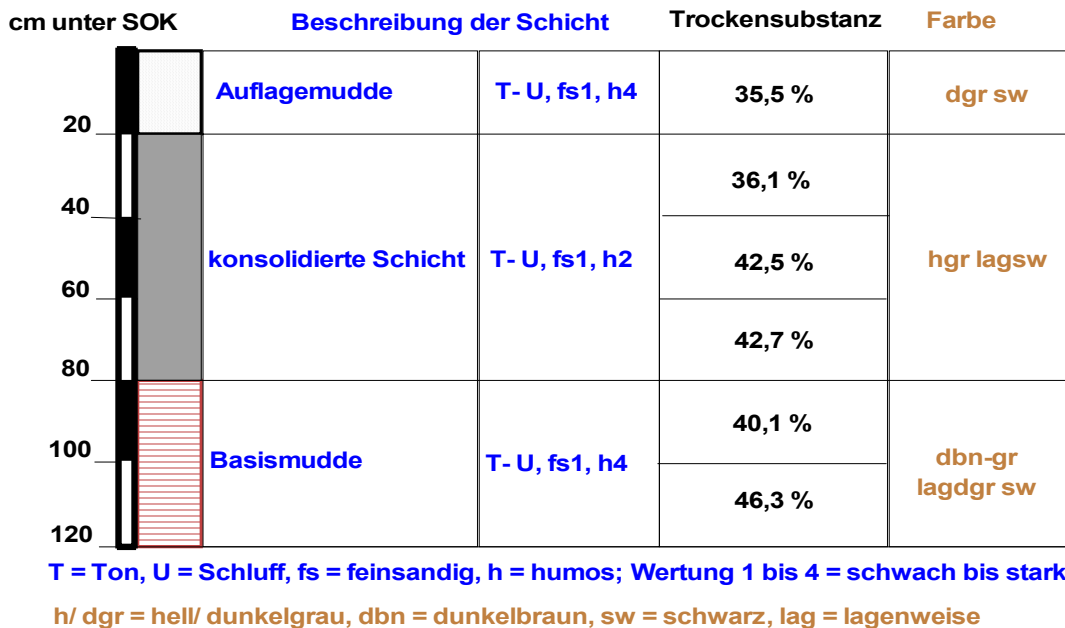 cm unter SOK Beschreibung der Schicht Trockensubstanz Farbe
Auflagemudde T- U, fs1, h4 35,5 % dgr sw
20
36,1 %
40
konsolidierte Schicht T- U, fs1, h2 42,5 % hgr lagsw
60
42,7 %
80
40,1 %
100
Basismudde T- U, fs1, h4 dbn-gr
lagdgr sw
46,3 %
120
T = Ton, U = Schluff, fs = feinsandig, h = humos; Wertung 1 bis 4 = schwach bis stark
h/ dgr = hell/ dunkelgrau, dbn = dunkelbraun, sw = schwarz, lag = lagenweise